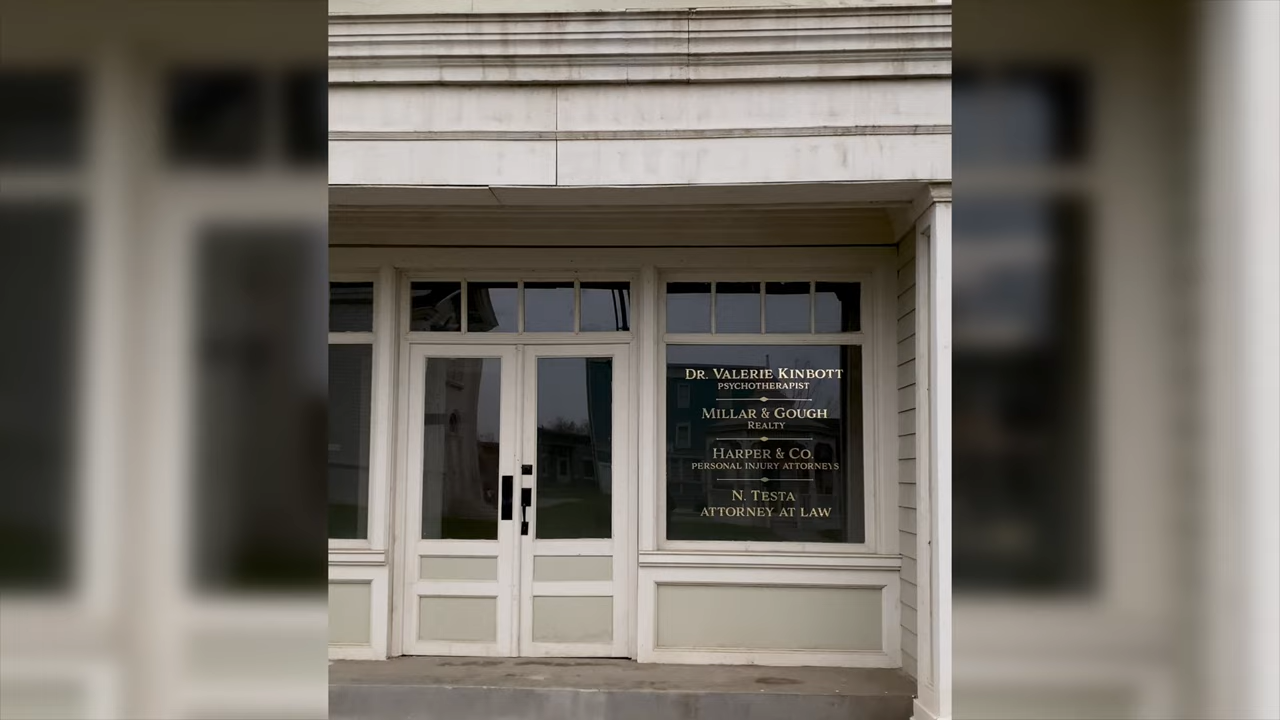 Dr. Valerie Kinbott
PSYCHOTHERAPIST
Millar & Gough
Realty
Harper & Co.
PERSONAL INJURY ATTORNEYS
N. Testa
ATTORNEY AT LAW